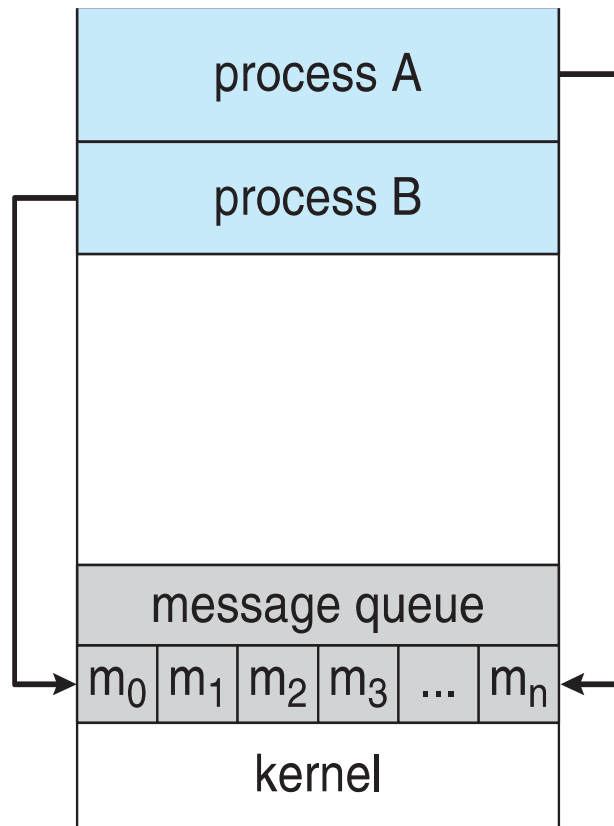 process A
process B
message queue
m₀ m₁ m₂ m₃ ... mₙ
kernel